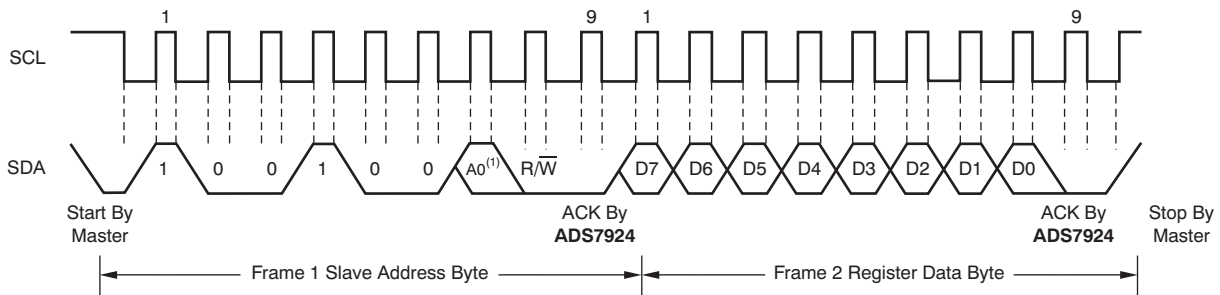 1 9 1 9
SCL
SDA
1 0 0 1 0 0 A0(1) R/W D7 D6 D5 D4 D3 D2 D1 D0
Start By
Master
ACK By
ADS7924
ACK By
ADS7924
Stop By
Master
Frame 1 Slave Address Byte
Frame 2 Register Data Byte